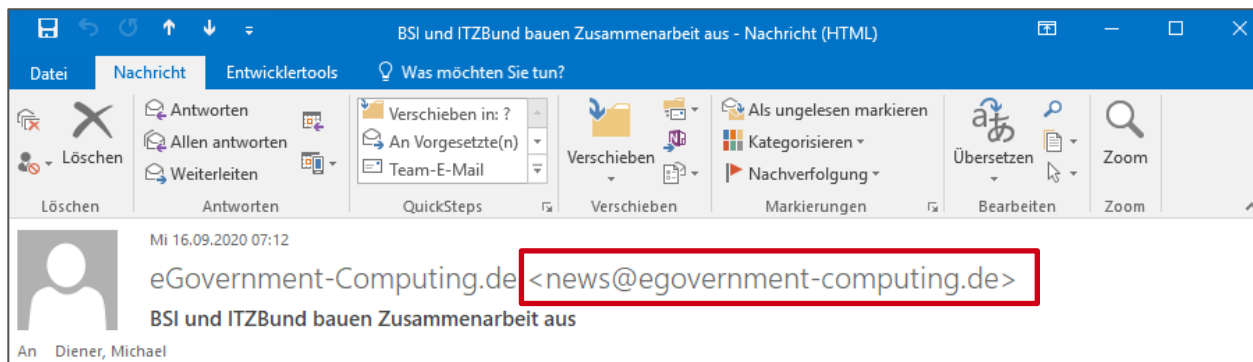 BSI und ITZBund bauen Zusammenarbeit aus - Nachricht (HTML)
Datei Nachricht Entwicklertools Was möchten Sie tun?
Löschen
Antworten
Allen antworten
Weiterleiten
Verschieben in: ?
An Vorgesetzte(n)
Team-E-Mail
Verschieben
Als ungelesen markieren
Kategorisieren
Nachverfolgung
Übersetzen
Zoom
Löschen Antworten QuickSteps Verschieben Markierungen Bearbeiten Zoom
Mi 16.09.2020 07:12
eGovernment-Computing.de <news@egovernment-computing.de>
BSI und ITZBund bauen Zusammenarbeit aus
An Diener, Michael